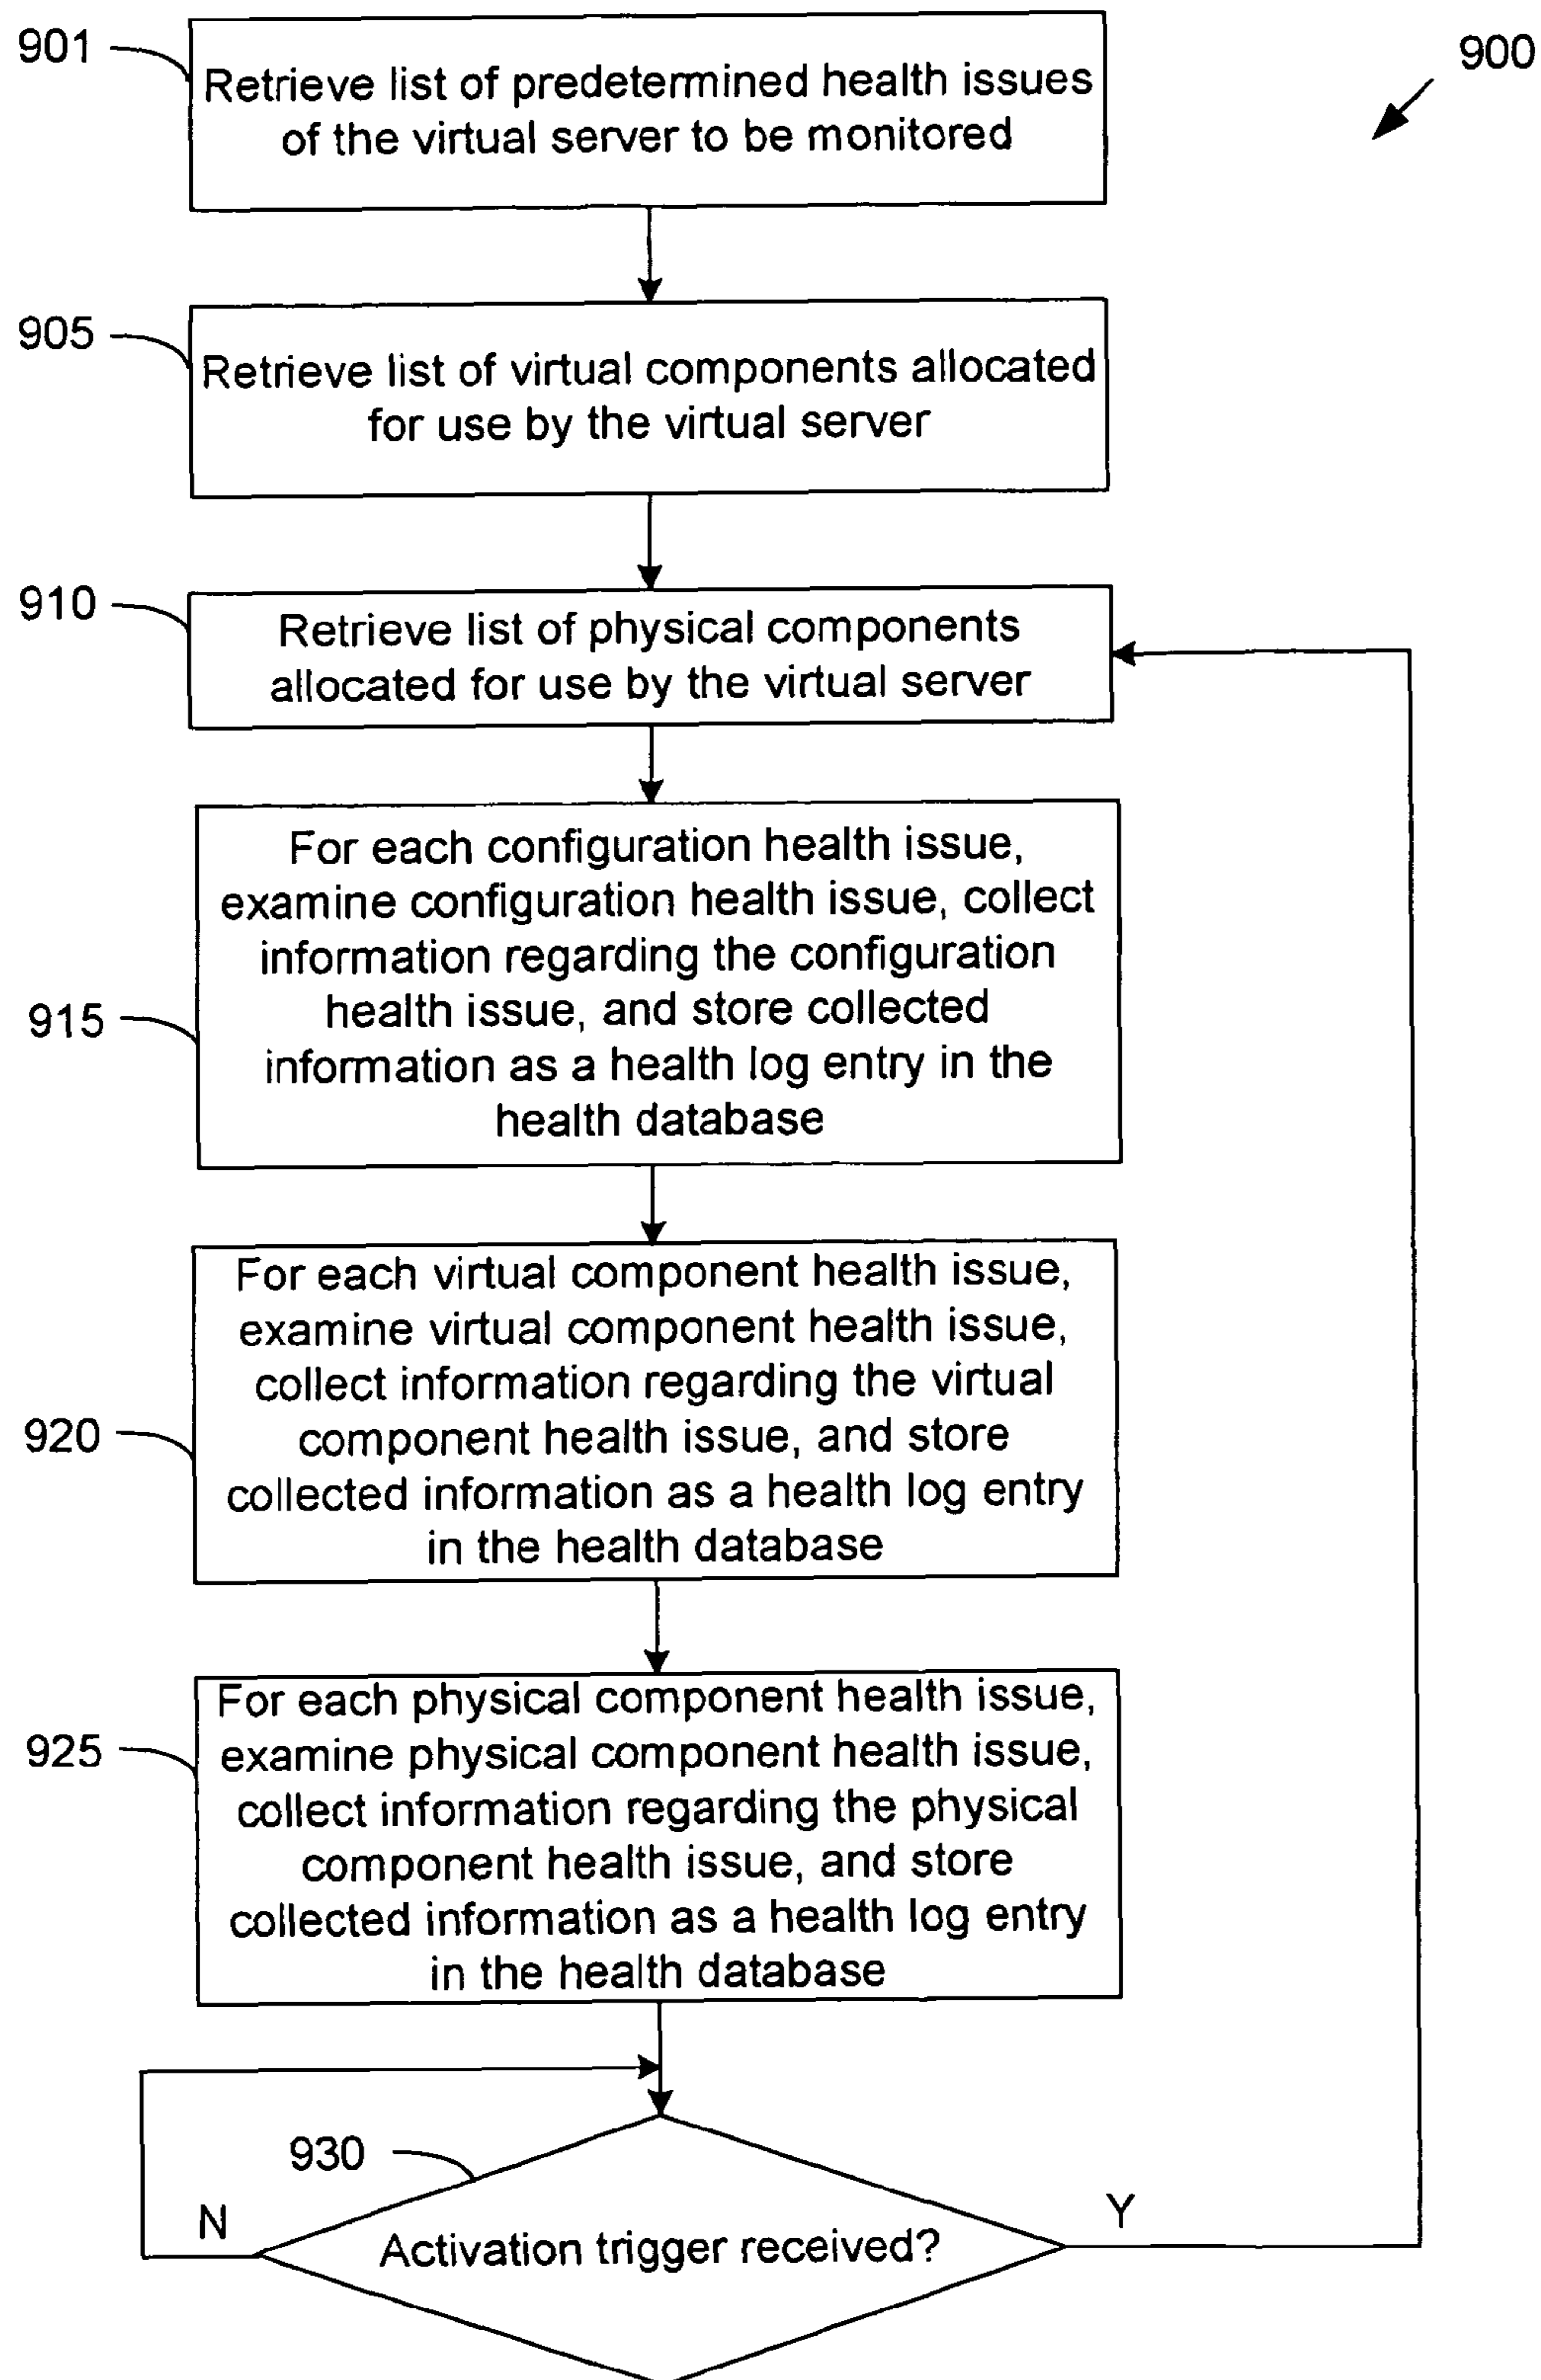 900
901
Retrieve list of predetermined health issues
of the virtual server to be monitored
905
Retrieve list of virtual components allocated
for use by the virtual server
910
Retrieve list of physical components
allocated for use by the virtual server
915
For each configuration health issue,
examine configuration health issue, collect
information regarding the configuration
health issue, and store collected
information as a health log entry in the
health database
920
For each virtual component health issue,
examine virtual component health issue,
collect information regarding the virtual
component health issue, and store
collected information as a health log entry
in the health database
925
For each physical component health issue,
examine physical component health issue,
collect information regarding the physical
component health issue, and store
collected information as a health log entry
in the health database
930
N
Y
Activation trigger received?